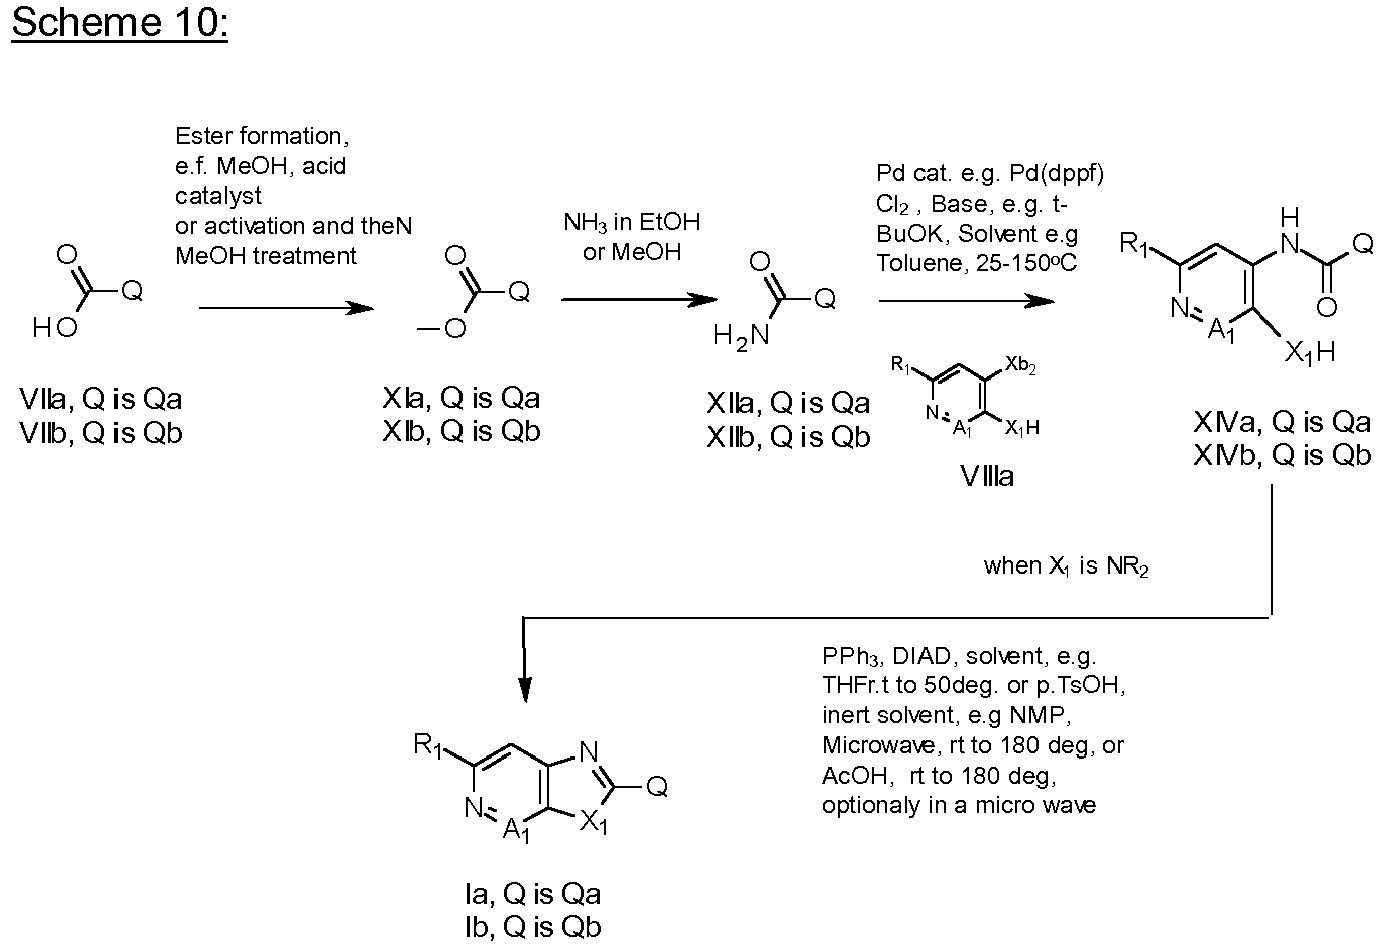 Scheme 10:
Ester formation,
e.f. MeOH, acid
catalyst
or activation and theN
MeOH treatment
NH3 in EtOH
or MeOH
Pd cat. e.g. Pd(dppf)
Cl2 , Base, e.g. t-
BuOK, Solvent e.g
Toluene, 25-150oC
O
Q
HO
VIIa, Q is Qa
VIIb, Q is Qb
O
Q
O
XIa, Q is Qa
XIb, Q is Qb
O
Q
H2N
XIIa, Q is Qa
XIIb, Q is Qb
R1
Xb2
N
A1
X1H
VIIIa
H
R1
N
Q
N
A1
O
X1H
XIVa, Q is Qa
XIVb, Q is Qb
when X1 is NR2
PPh3, DIAD, solvent, e.g.
THFr.t to 50deg. or p.TsOH,
inert solvent, e.g NMP,
Microwave, rt to 180 deg, or
AcOH, rt to 180 deg,
optionaly in a micro wave
R1
N
Q
N
A1
X1
Ia, Q is Qa
Ib, Q is Qb